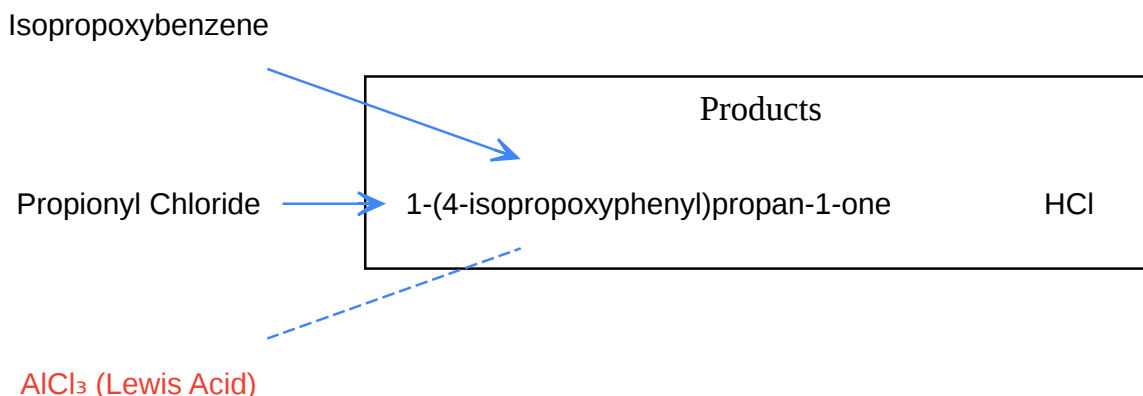 Isopropoxybenzene
Products
Propionyl Chloride
1-(4-isopropoxyphenyl)propan-1-one
HCl
AlCl₃ (Lewis Acid)